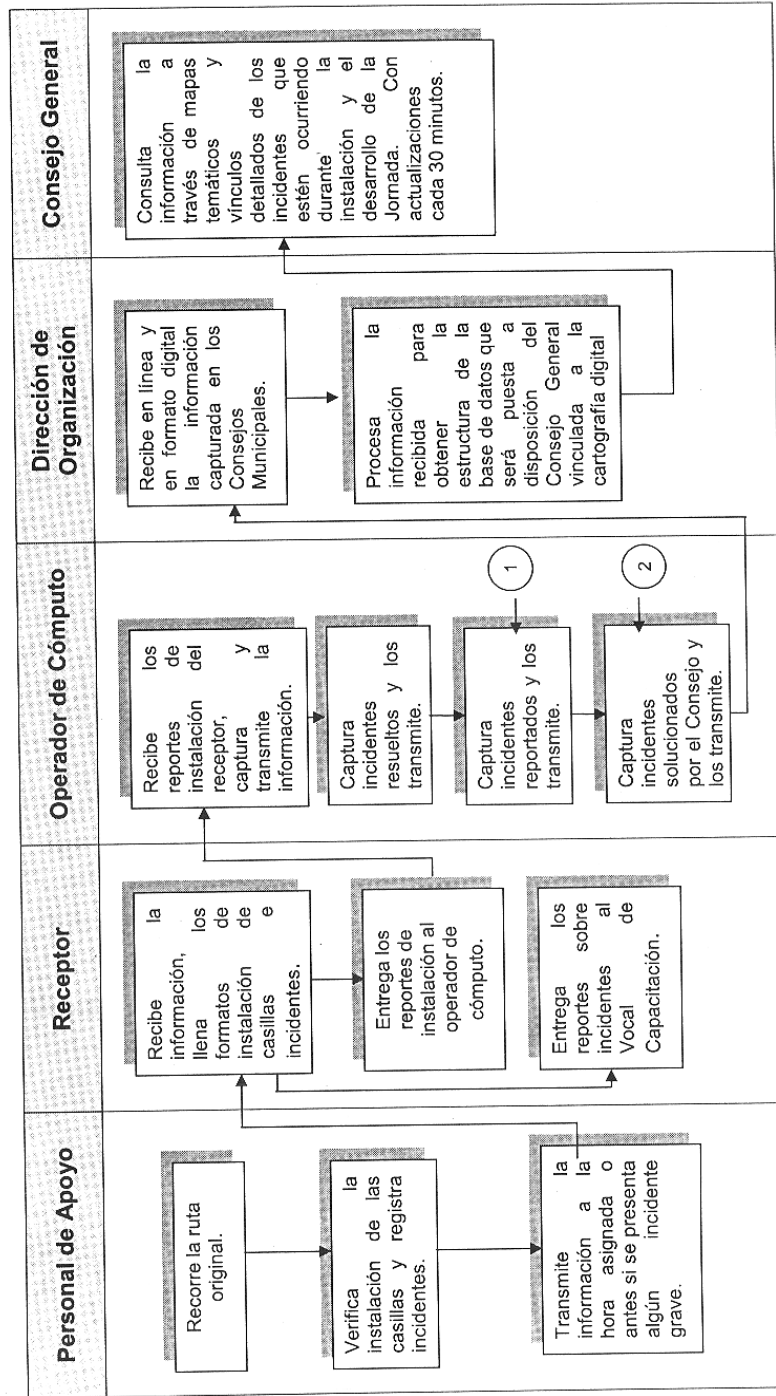 Personal de Apoyo
Recorre la ruta
original.
Verifica la
instalación de las
casillas y registra
incidentes.
Transmite la
información a la
hora asignada o
antes si se presenta
algún incidente
grave.
Receptor
Recibe la
información,
llena los
formatos de
instalación de
casillas e
incidentes.
Entrega los
reportes de
instalación al
operador de
cómputo.
Entrega los
reportes sobre
incidentes al
Vocal de
Capacitación.
Operador de Cómputo
Recibe los
reportes de
instalación del
receptor,
captura y
transmite la
información.
Captura
incidentes
resueltos y los
transmite.
Captura
incidentes
reportados y los
transmite.
1
Captura
incidentes
solucionados
por el Consejo y
los transmite.
2
Dirección de
Organización
Recibe en línea y
en formato digital
la información
capturada en los
Consejos
Municipales.
Procesa la
información
recibida para
obtener la
estructura de la
base de datos que
será puesta a
disposición del
Consejo General
vinculada a la
cartografía digital
Consejo General
Consulta la
información a
través de mapas
temáticos y
vínculos
detallados de los
incidentes que
estén ocurriendo
durante la
instalación y el
desarrollo de la
Jornada. Con
actualizaciones
cada 30 minutos.